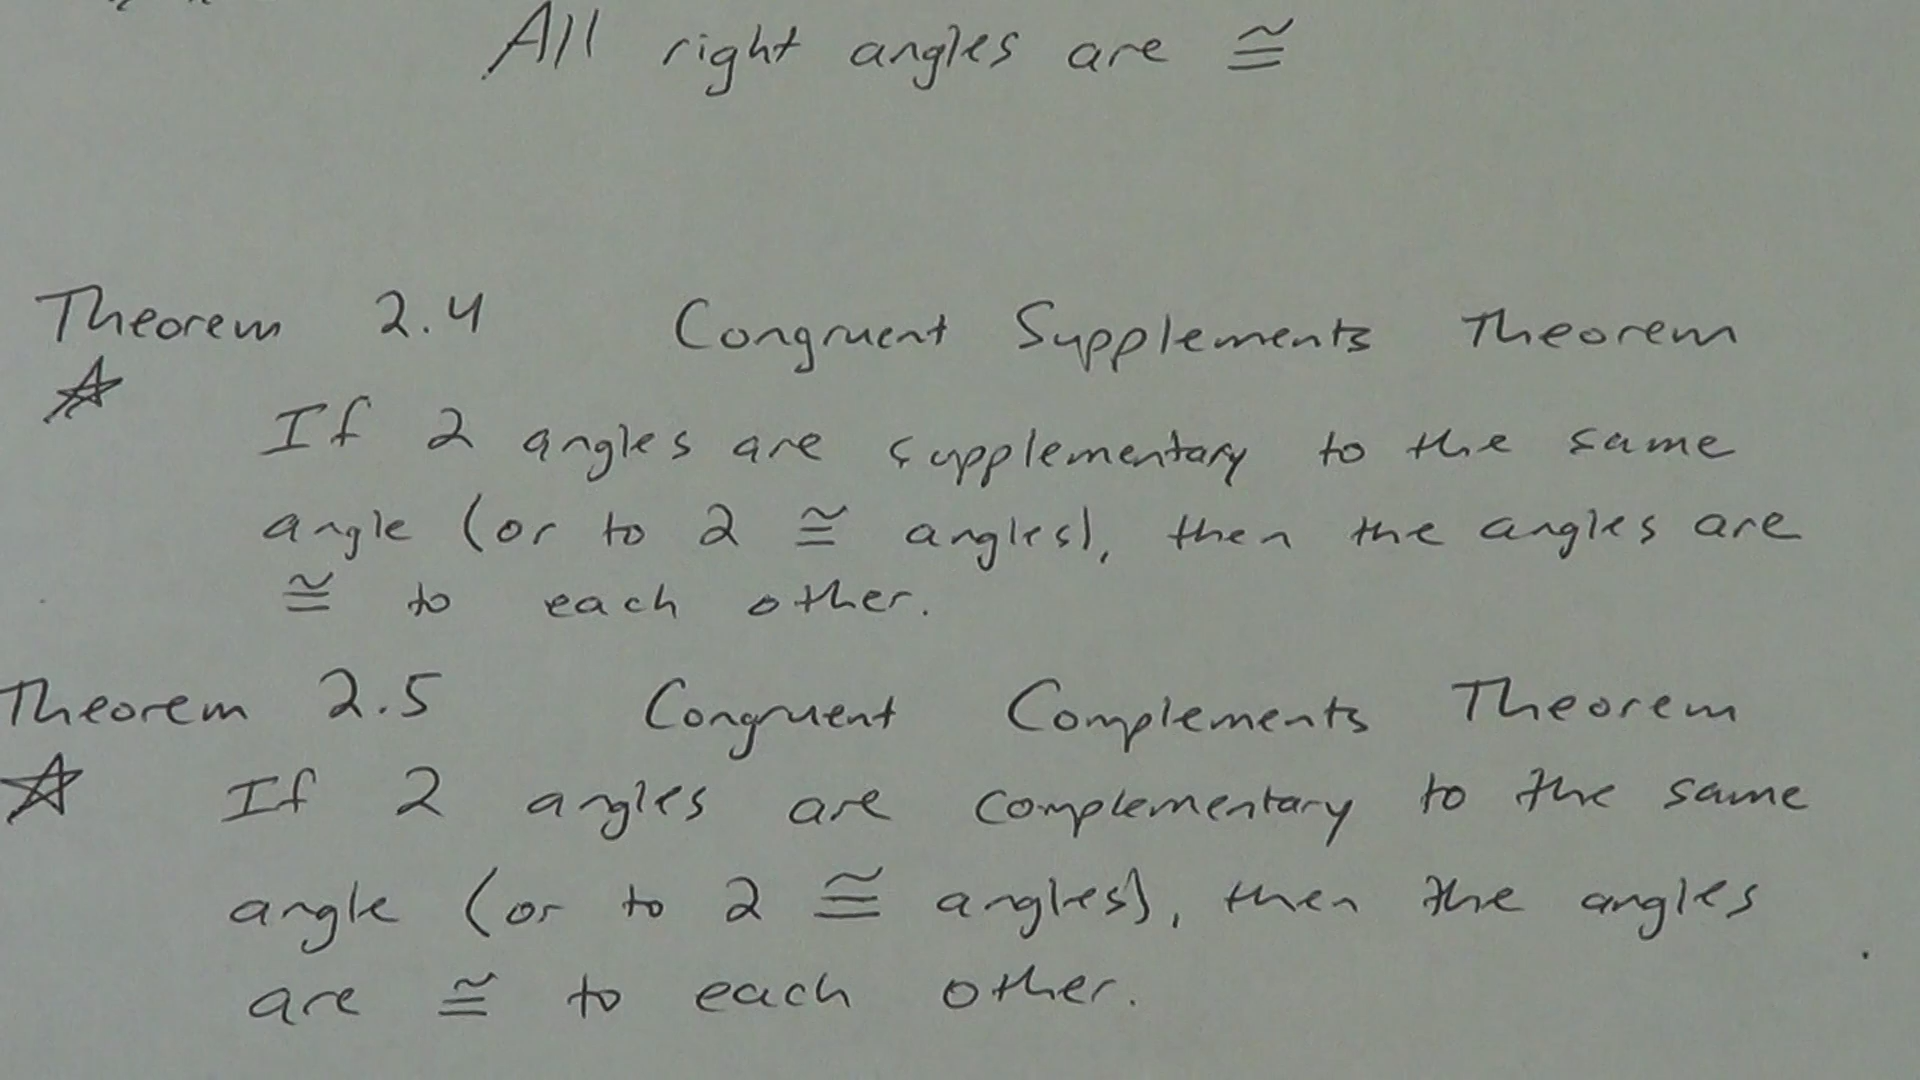 All right angles are ≅
Theorem 2.4 Congruent Supplements Theorem
If 2 angles are supplementary to the same
angle (or to 2 ≅ angles), then the angles are
≅ to each other.
Theorem 2.5 Congruent Complements Theorem
If 2 angles are complementary to the same
angle (or to 2 ≅ angles), then the angles
are ≅ to each other.